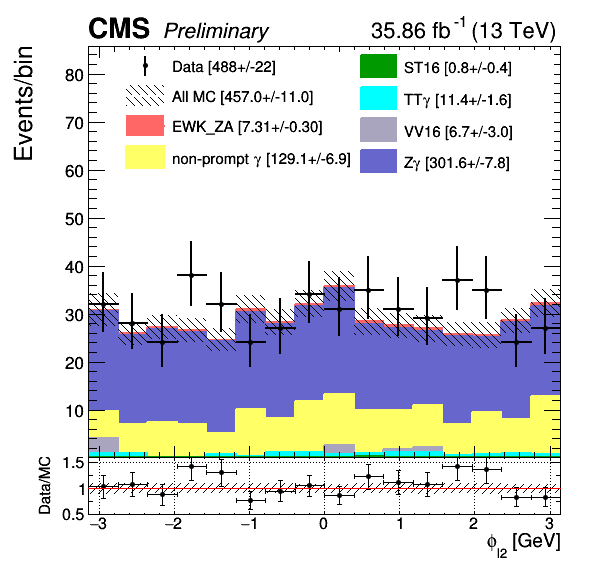 CMS Preliminary 35.86 fb⁻¹ (13 TeV)
Events/bin
80
70
60
50
40
30
20
10
Data [488+/-22]
All MC [457.0+/-11.0]
EWK_ZA [7.31+/-0.30]
non-prompt γ [129.1+/-6.9]
ST16 [0.8+/-0.4]
TTγ [11.4+/-1.6]
VV16 [6.7+/-3.0]
Zγ [301.6+/-7.8]
Data/MC
1.5
1
0.5
−3 −2 −1 0 1 2 3
ϕ_l2 [GeV]